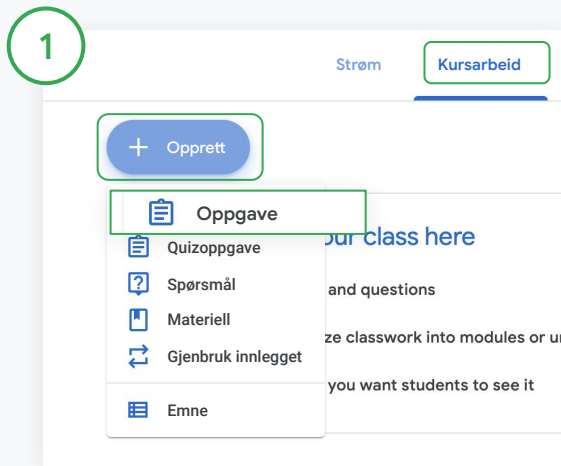 1
Strøm
Kursarbeid
Opprett
Oppgave
Quizoppgave
our class here
Spørsmål
and questions
Materiell
ze classwork into modules or
Gjenbruk innlegget
you want students to see it
Emne